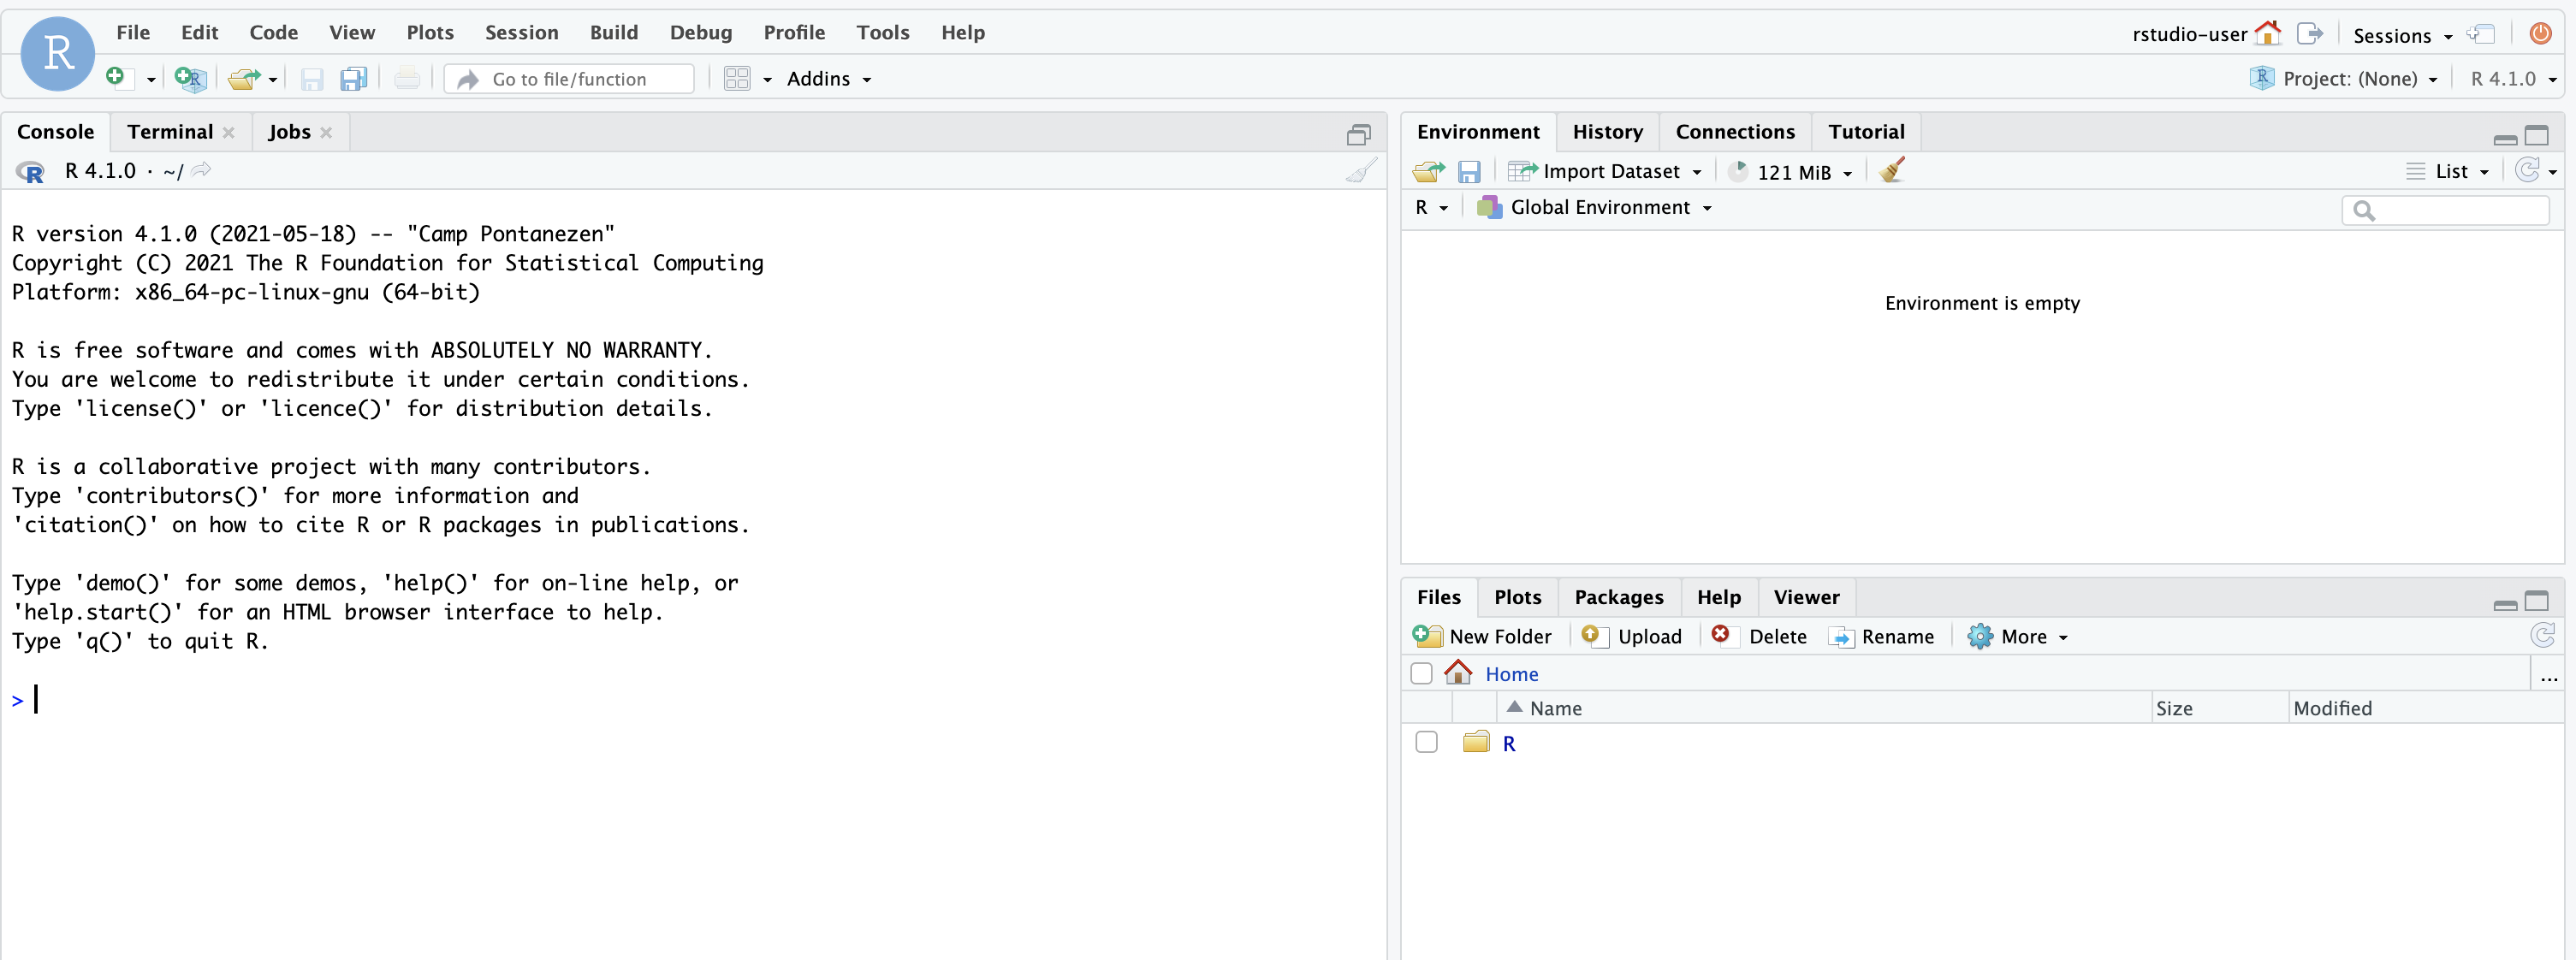 R
File Edit Code View Plots Session Build Debug Profile Tools Help
rstudio-user Sessions
R Go to file/function Addins
R Project: (None) R 4.1.0
Console Terminal Jobs
R R 4.1.0 · ~/
R version 4.1.0 (2021-05-18) -- "Camp Pontanezen"
Copyright (C) 2021 The R Foundation for Statistical Computing
Platform: x86_64-pc-linux-gnu (64-bit)
R is free software and comes with ABSOLUTELY NO WARRANTY.
You are welcome to redistribute it under certain conditions.
Type 'license()' or 'licence()' for distribution details.
R is a collaborative project with many contributors.
Type 'contributors()' for more information and
'citation()' on how to cite R or R packages in publications.
Type 'demo()' for some demos, 'help()' for on-line help, or
'help.start()' for an HTML browser interface to help.
Type 'q()' to quit R.
>
Environment History Connections Tutorial
Import Dataset 121 MiB List
R Global Environment
Environment is empty
Files Plots Packages Help Viewer
New Folder Upload Delete Rename More
Home ...
Name Size Modified
R